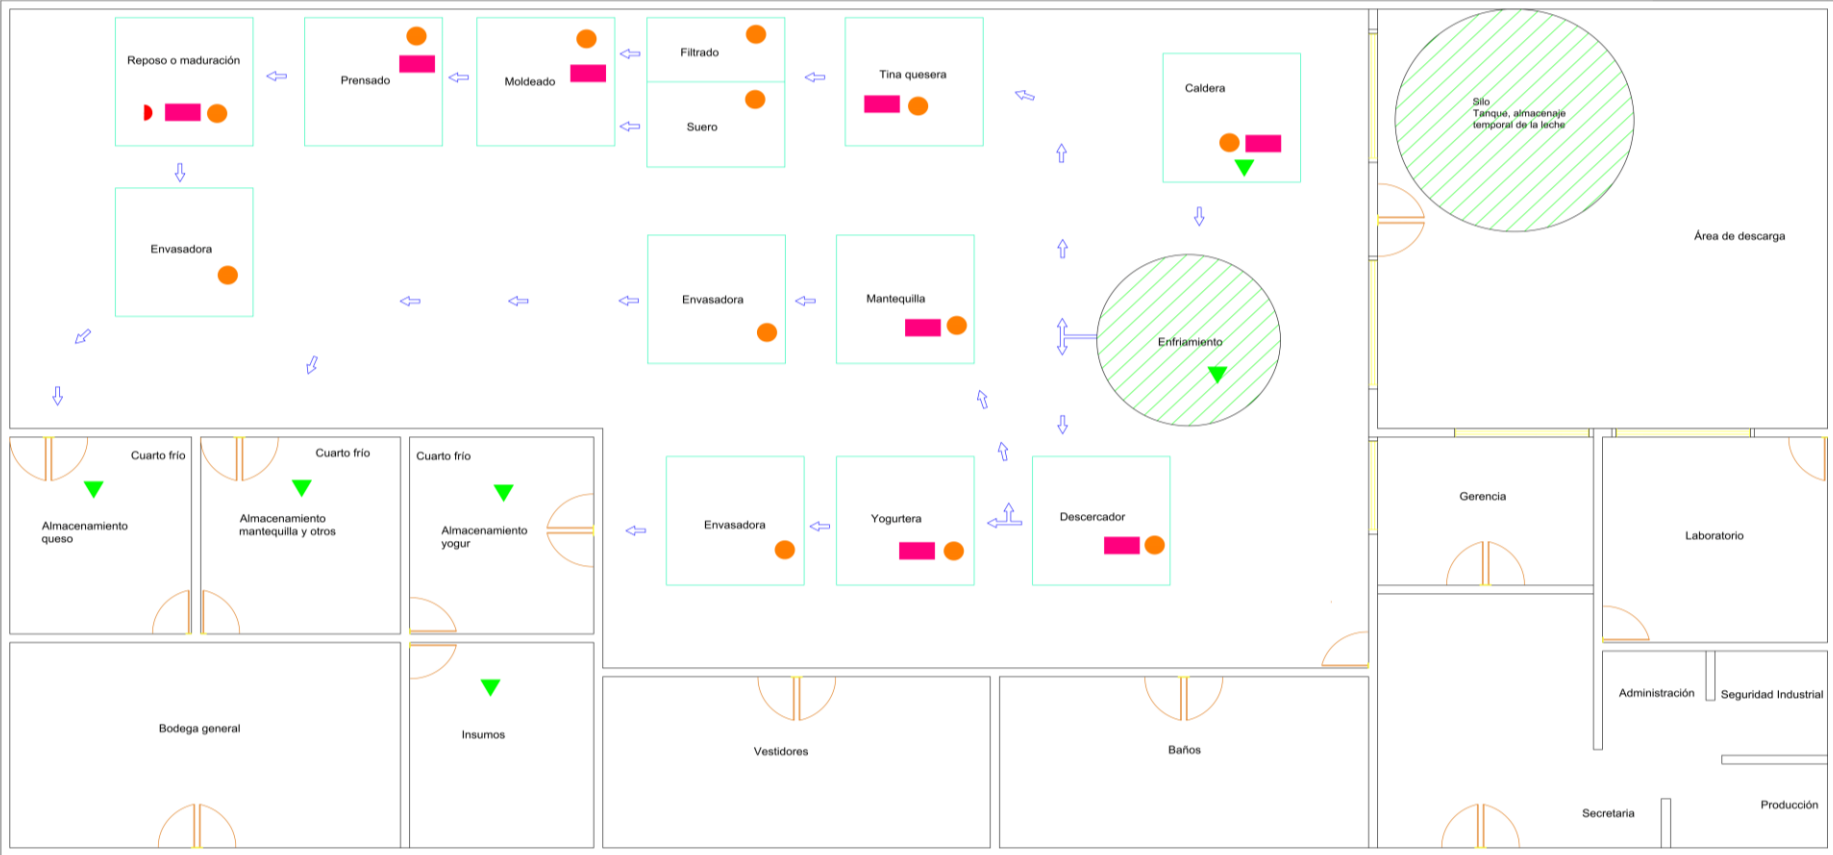 Reposo o maduración
Prensado
Moldeado
Filtrado
Suero
Tina quesera
Caldera
Silo
Tanque, almacenaje
temporal de la leche
Área de descarga
Envasadora
Envasadora
Mantequilla
Enfriamiento
Cuarto frío
Almacenamiento
queso
Cuarto frío
Almacenamiento
mantequilla y otros
Cuarto frío
Almacenamiento
yogur
Envasadora
Yogurtera
Descercador
Gerencia
Laboratorio
Bodega general
Insumos
Vestidores
Baños
Administración
Seguridad Industrial
Secretaria
Producción